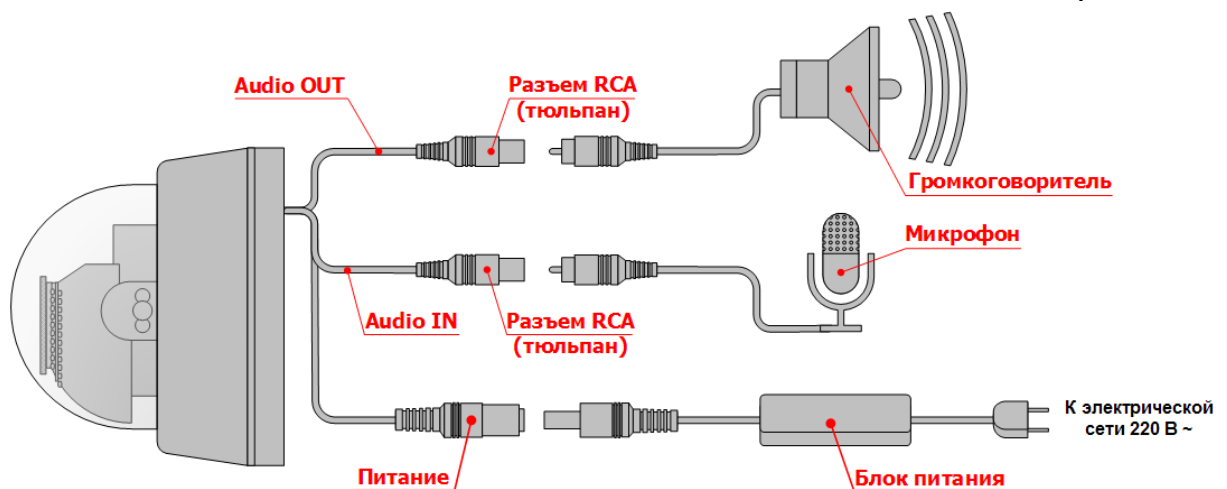 Audio OUT
Разъем RCA
(тюльпан)
Громкоговоритель
Микрофон
Audio IN
Разъем RCA
(тюльпан)
К электрической
сети 220 В ~
Питание
Блок питания